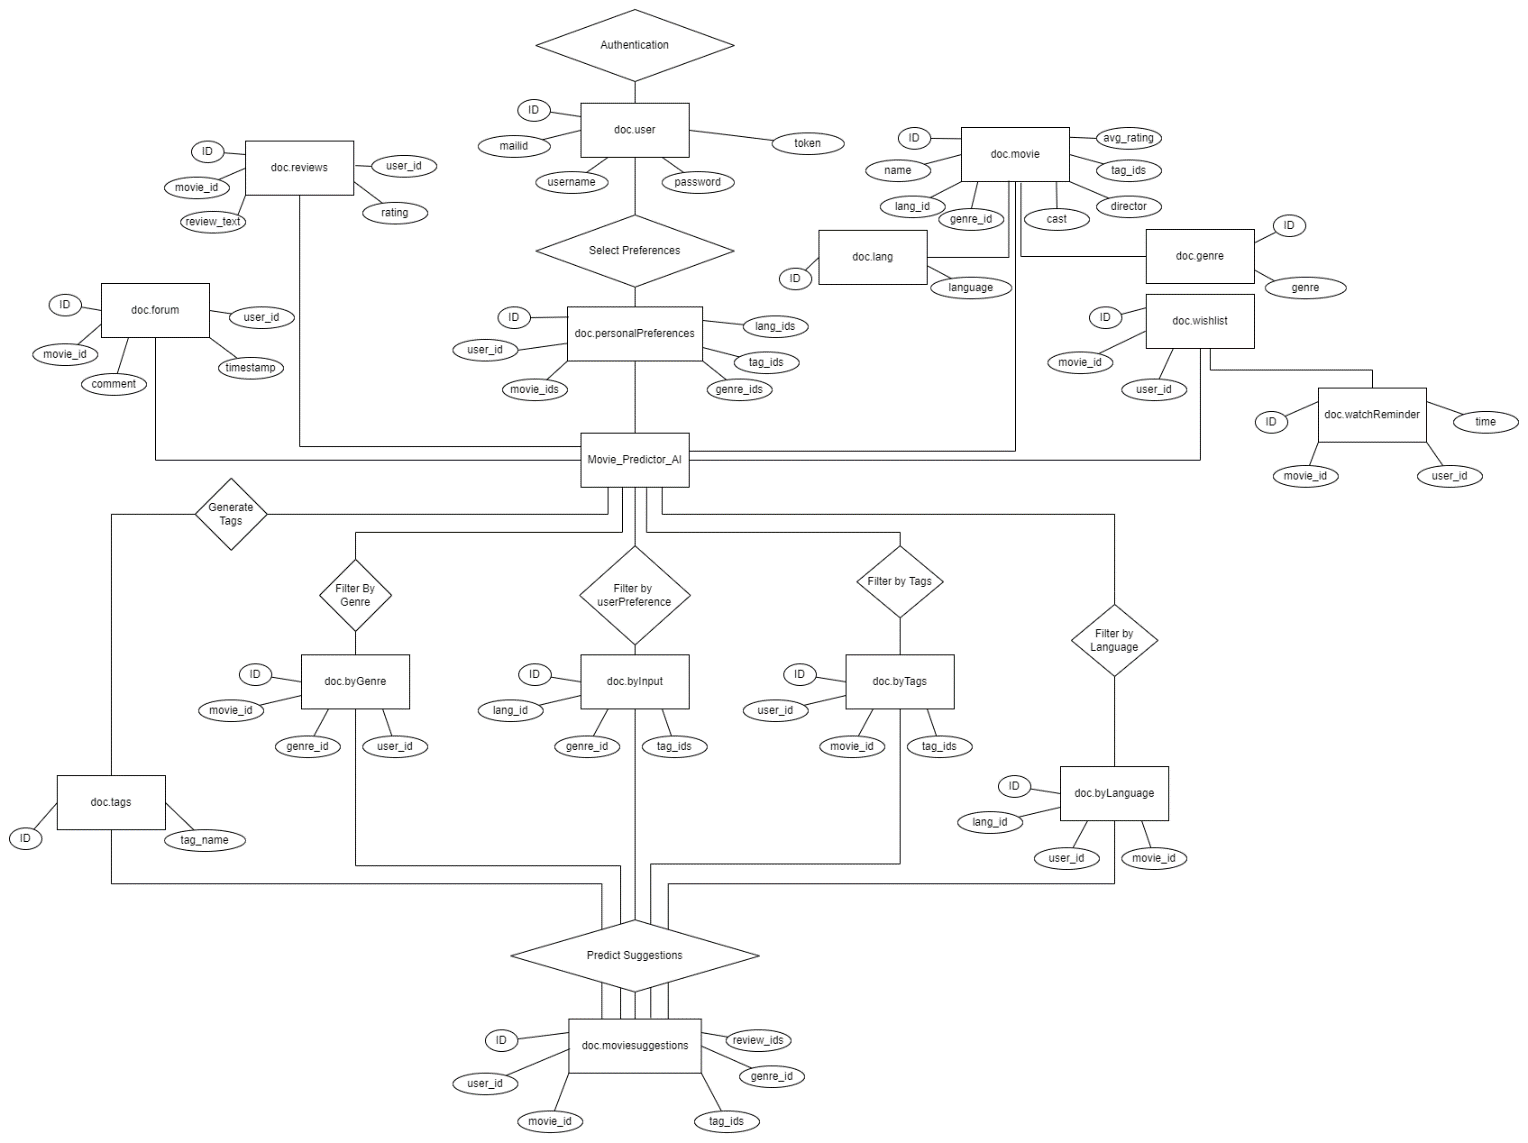 Authentication
ID
doc.user
mailid
token
username
password
ID
doc.reviews
user_id
movie_id
review_text
rating
ID
doc.movie
avg_rating
name
tag_ids
lang_id
genre_id
cast
director
Select Preferences
doc.lang
ID
language
ID
doc.genre
genre
ID
doc.forum
user_id
movie_id
comment
timestamp
ID
doc.personalPreferences
lang_ids
user_id
tag_ids
movie_ids
genre_ids
ID
doc.wishlist
movie_id
user_id
ID
doc.watchReminder
time
movie_id
user_id
Movie_Predictor_AI
Generate
Tags
Filter By
Genre
Filter by
userPreference
Filter by Tags
Filter by
Language
ID
doc.byGenre
movie_id
genre_id
user_id
ID
doc.byInput
lang_id
genre_id
tag_ids
ID
doc.byTags
user_id
movie_id
tag_ids
doc.tags
ID
tag_name
ID
doc.byLanguage
lang_id
user_id
movie_id
Predict Suggestions
ID
doc.moviesuggestions
review_ids
user_id
genre_id
movie_id
tag_ids